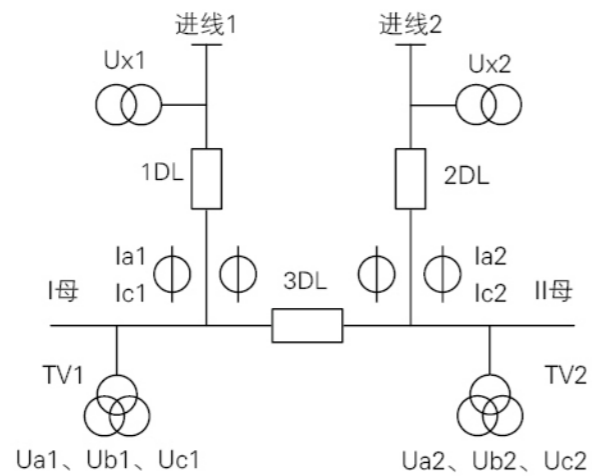 进线1
进线2
Ux1
Ux2
1DL
2DL
Ia1
Ic1
Ia2
Ic2
3DL
I母
II母
TV1
TV2
Ua1、Ub1、Uc1
Ua2、Ub2、Uc2